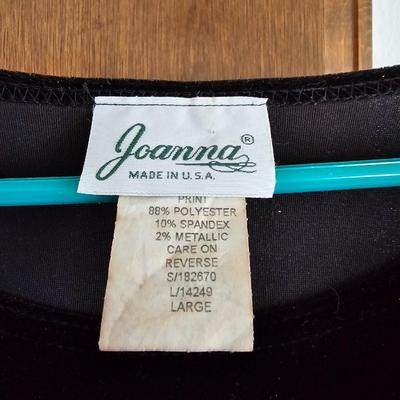 Joanna®
MADE IN U.S.A.
PRINT
88% POLYESTER
10% SPANDEX
2% METALLIC
CARE ON
REVERSE
S/182670
L/14249
LARGE